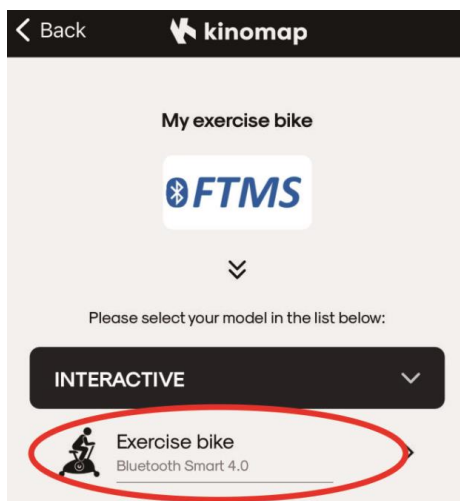 Back
kinomap
My exercise bike
FTMS
Please select your model in the list below:
INTERACTIVE
Exercise bike
Bluetooth Smart 4.0